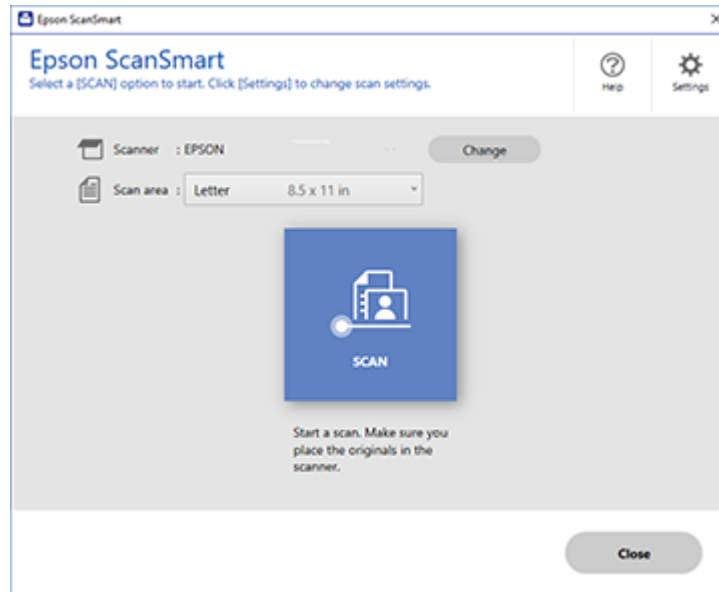 Epson ScanSmart
Epson ScanSmart
Select a [SCAN] option to start. Click [Settings] to change scan settings.
Help
Settings
Scanner : EPSON
Change
Scan area : Letter 8.5 x 11 in
SCAN
Start a scan. Make sure you
place the originals in the
scanner.
Close